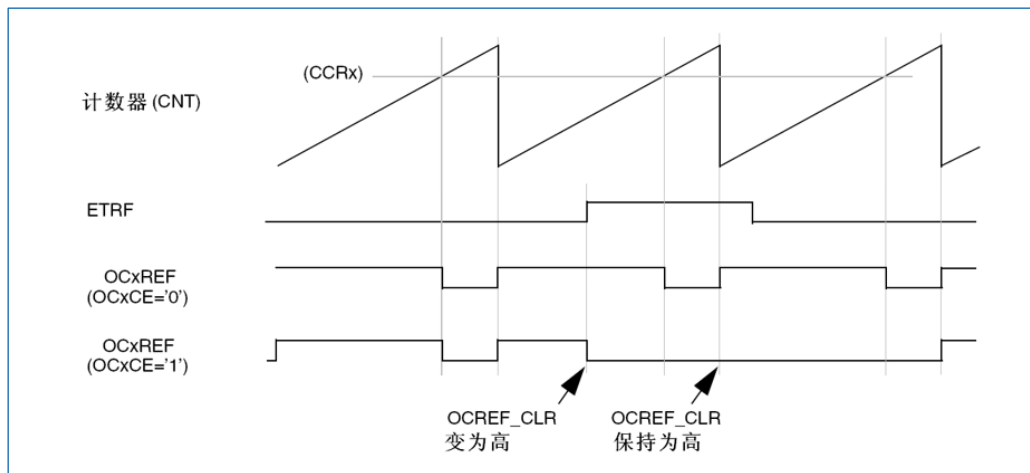 (CCRx)
计数器 (CNT)
ETRF
OCxREF
(OCxCE='0')
OCxREF
(OCxCE='1')
OCREF_CLR
变为高
OCREF_CLR
保持为高